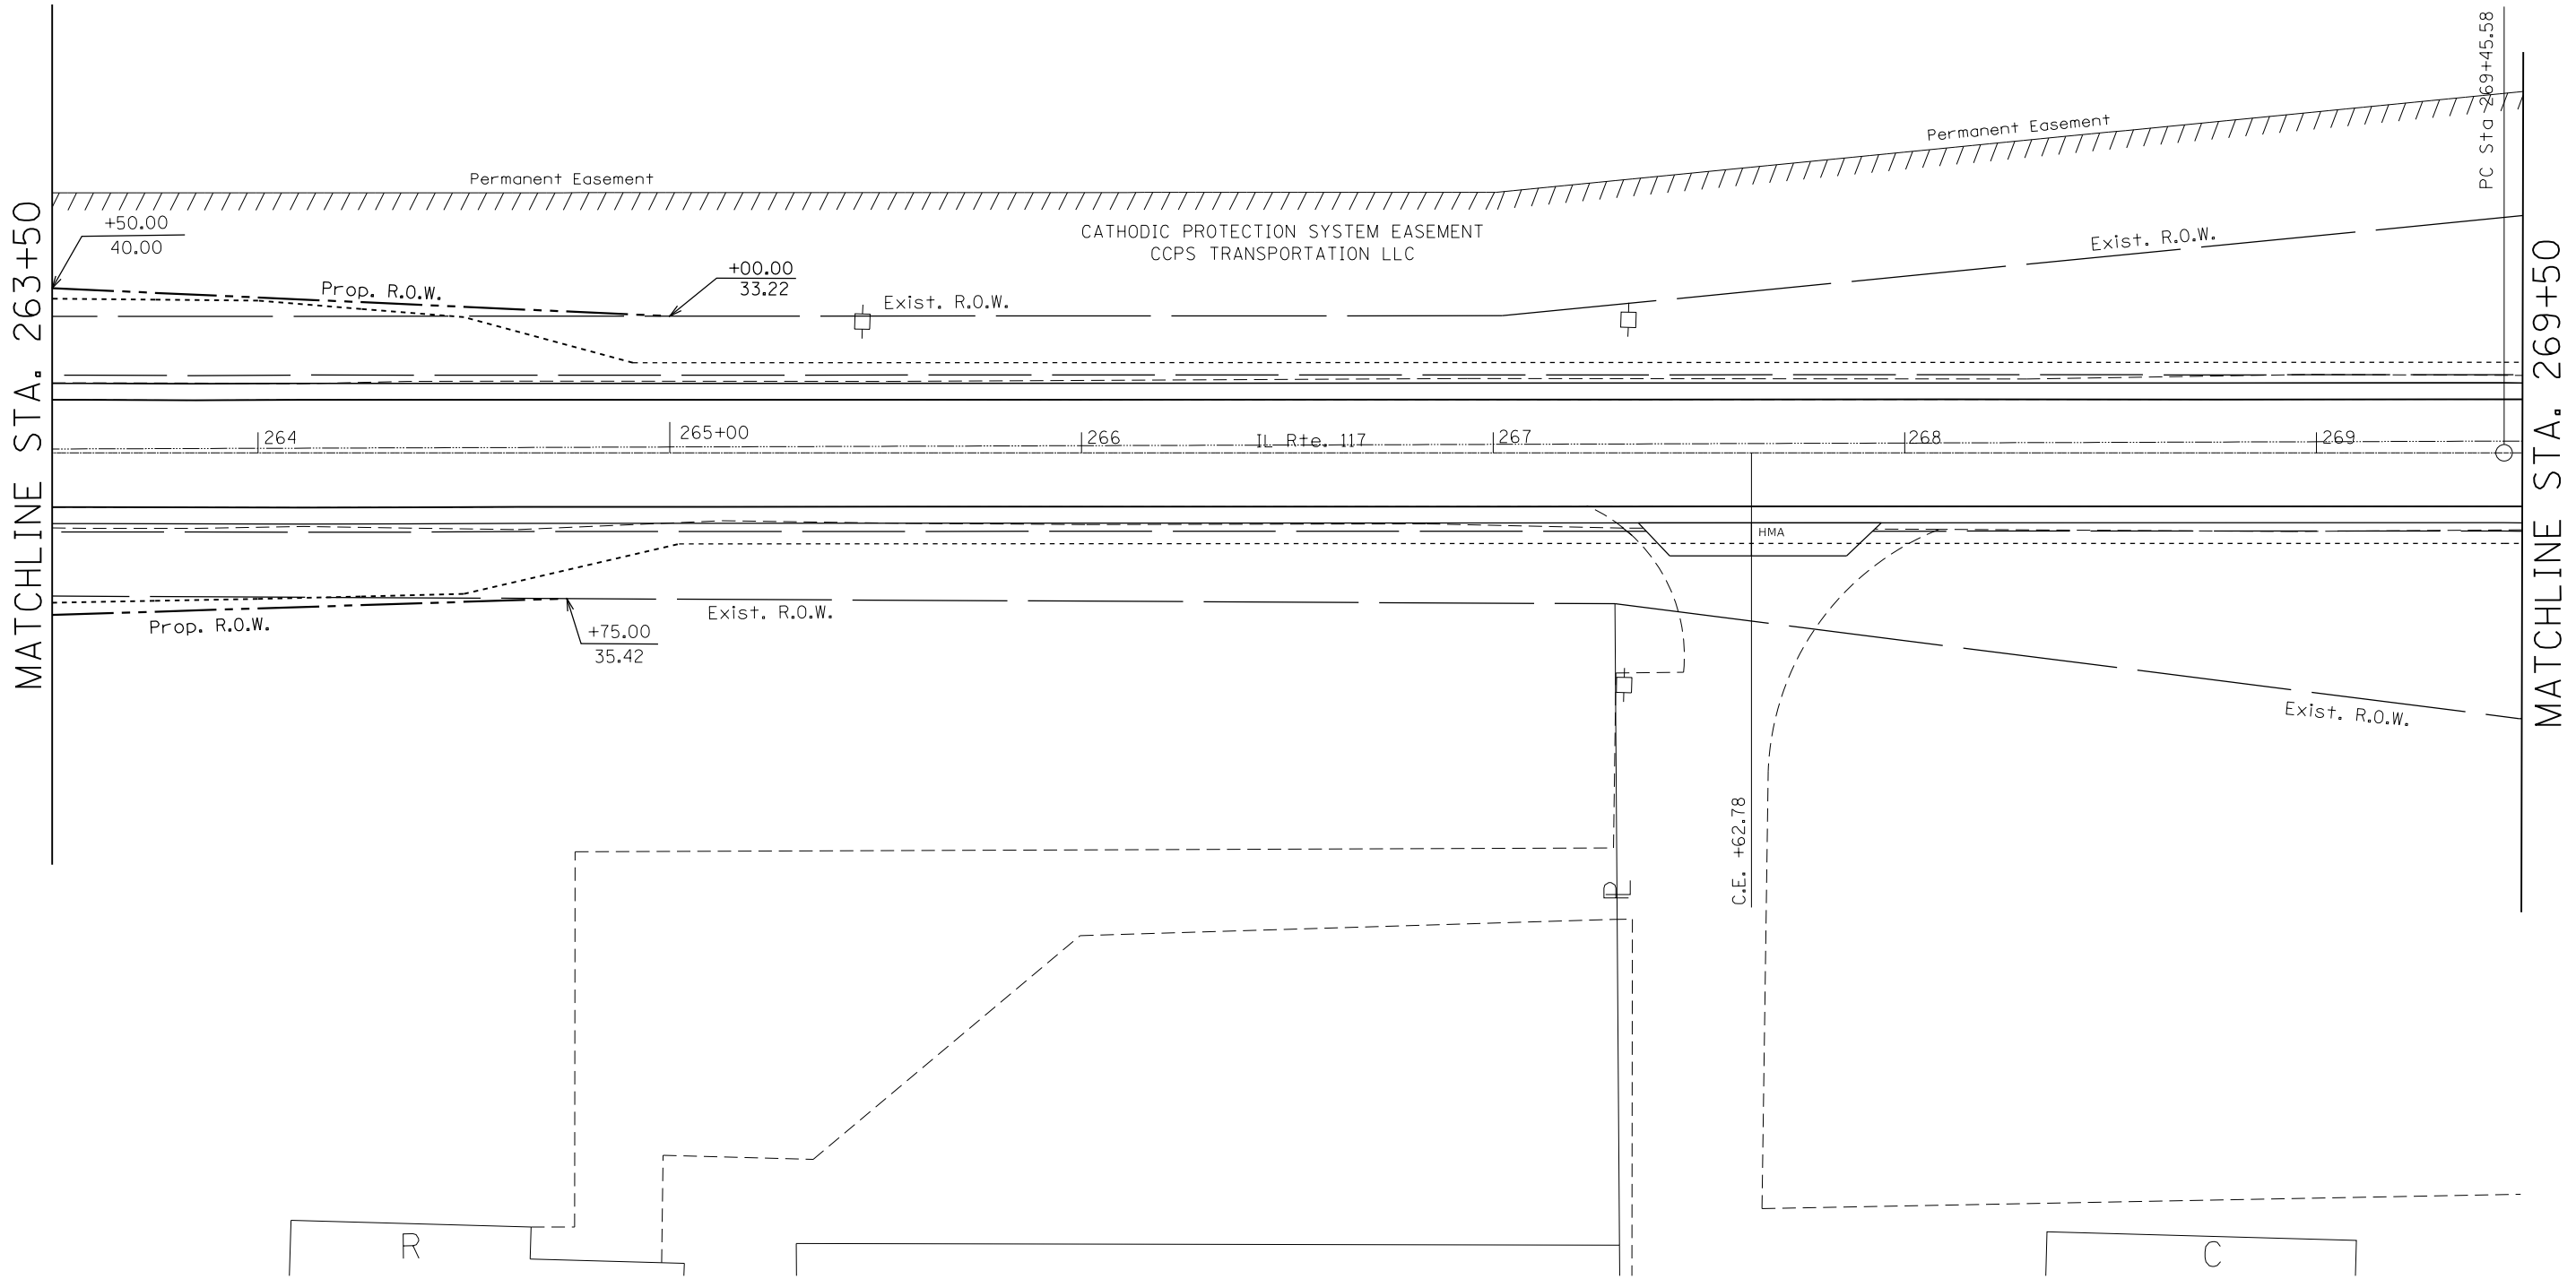 PC Sta 269+45.58
Permanent Easement
Permanent Easement
MATCHLINE STA. 263+50
+50.00
40.00
CATHODIC PROTECTION SYSTEM EASEMENT
CCPS TRANSPORTATION LLC
Exist. R.O.W.
MATCHLINE STA. 269+50
+00.00
33.22
Prop. R.O.W.
Exist. R.O.W.
264
265+00
266
IL Rte. 117
267
268
269
HMA
Prop. R.O.W.
+75.00
35.42
Exist. R.O.W.
Exist. R.O.W.
C.E. +62.78
PL
R
C